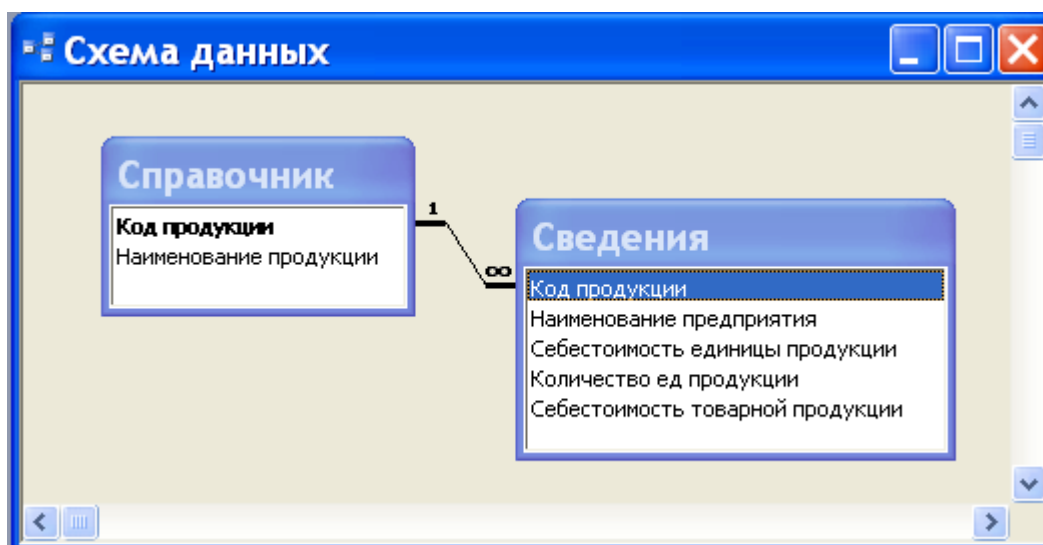 Схема данных
Справочник
Код продукции
Наименование продукции
1
∞
Сведения
Код продукции
Наименование предприятия
Себестоимость единицы продукции
Количество ед продукции
Себестоимость товарной продукции